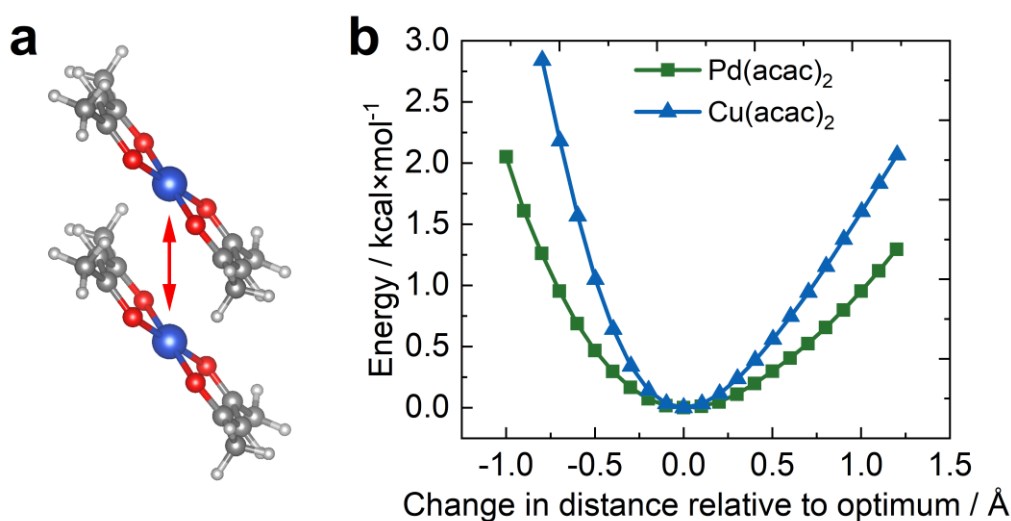 a
b
3.0
2.5
2.0
1.5
1.0
0.5
0.0
Energy / kcal×mol⁻¹
Pd(acac)₂
Cu(acac)₂
-1.0 -0.5 0.0 0.5 1.0 1.5
Change in distance relative to optimum / Å